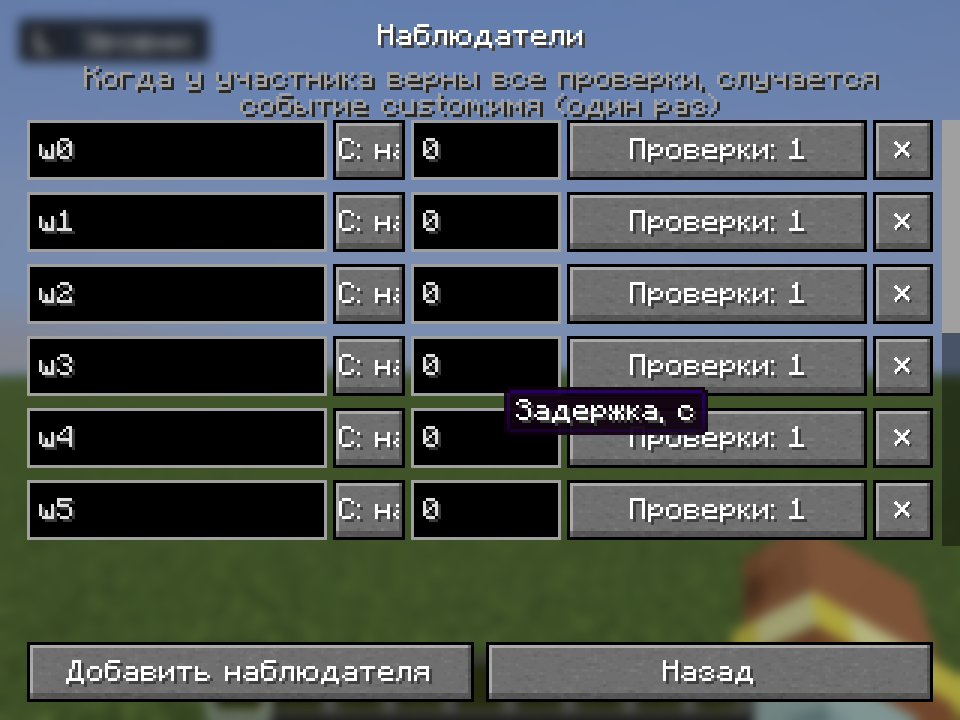 Наблюдатели
Когда у участника верны все проверки, случается
событие custom:имя (один раз)
w0 С: на 0 Проверки: 1 ×
w1 С: на 0 Проверки: 1 ×
w2 С: на 0 Проверки: 1 ×
w3 С: на 0 Проверки: 1 ×
Задержка, с
w4 С: на 0 Проверки: 1 ×
w5 С: на 0 Проверки: 1 ×
Добавить наблюдателя Назад